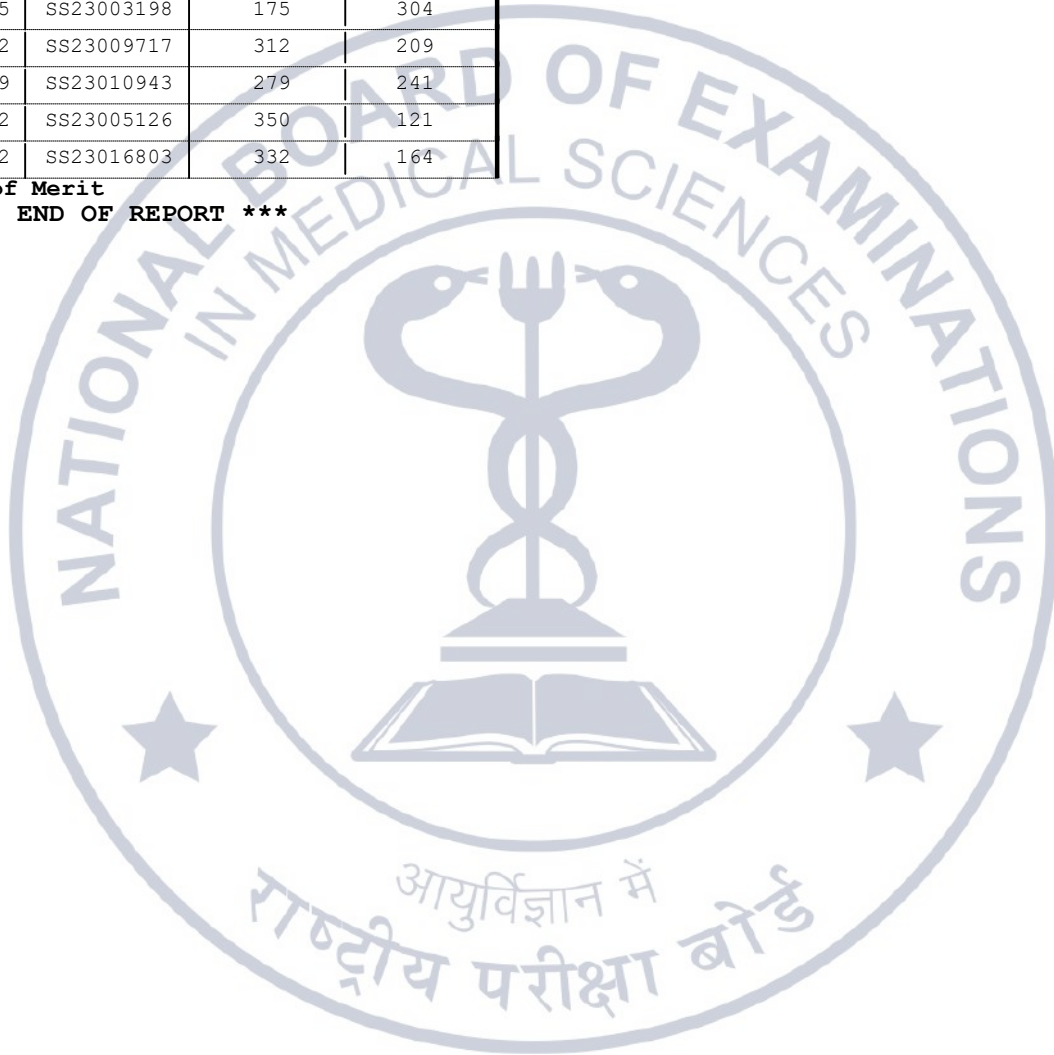 5 SS23003198 175 304
2 SS23009717 312 209
9 SS23010943 279 241
2 SS23005126 350 121
2 SS23016803 332 164
of Merit
END OF REPORT ***
NATIONAL BOARD OF EXAMINATIONS
IN MEDICAL SCIENCES
आयुर्विज्ञान में
राष्ट्रीय परीक्षा बोर्ड